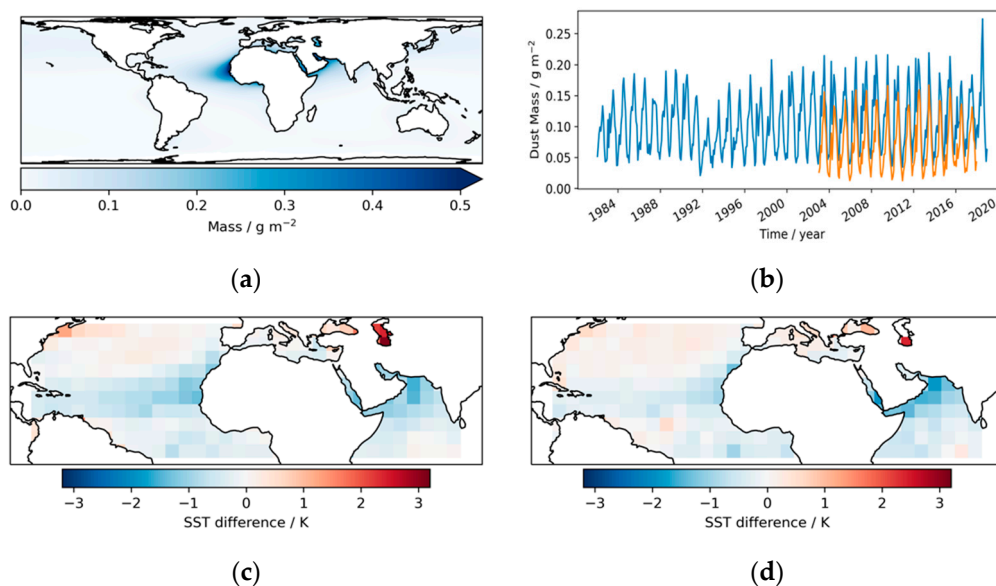 0.0 0.1 0.2 0.3 0.4 0.5
Mass / g m⁻²
(a)
Dust Mass / g m⁻²
0.25
0.20
0.15
0.10
0.05
0.00
1984 1988 1992 1996 2000 2004 2008 2012 2016 2020
Time / year
(b)
−3 −2 −1 0 1 2 3
SST difference / K
(c)
−3 −2 −1 0 1 2 3
SST difference / K
(d)